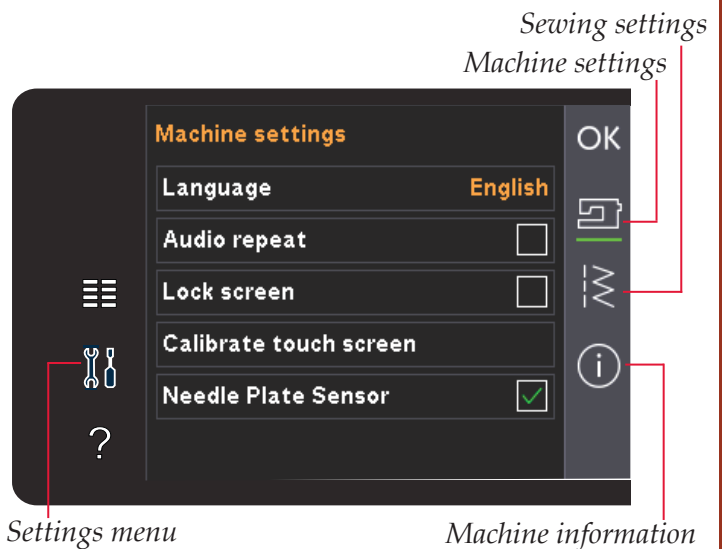 Sewing settings
Machine settings
Machine settings
OK
Language English
Audio repeat
Lock screen
Calibrate touch screen
Needle Plate Sensor
?
i
Settings menu
Machine information